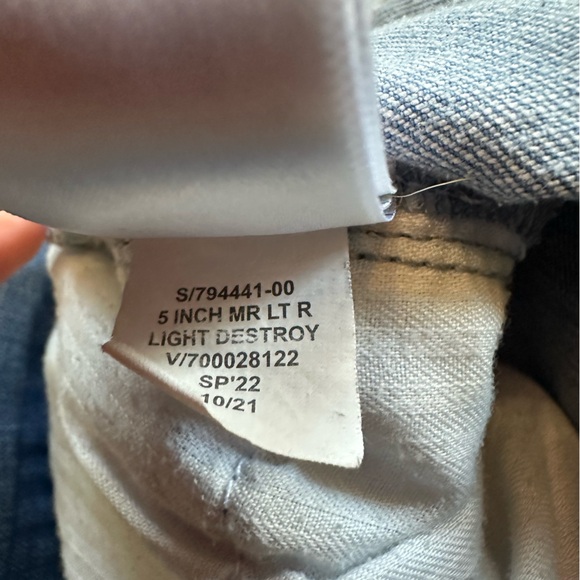 S/794441-00
5 INCH MR LT R
LIGHT DESTROY
V/700028122
SP'22
10/21